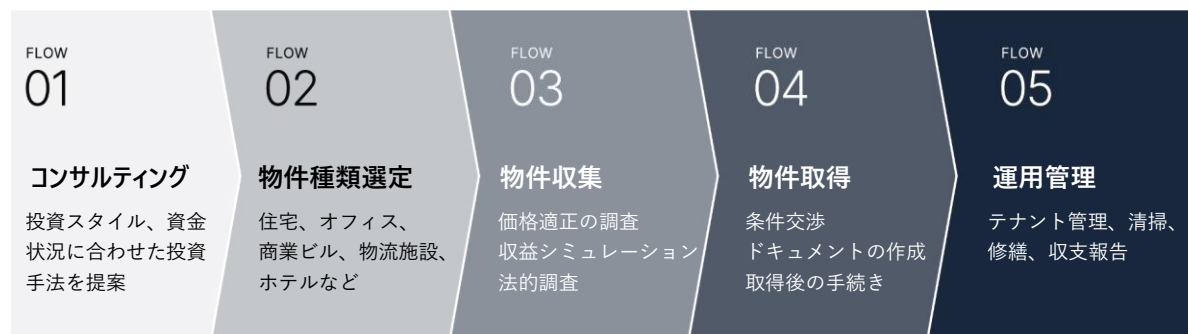 FLOW
01
コンサルティング
投資スタイル、資金
状況に合わせた投資
手法を提案
FLOW
02
物件種類選定
住宅、オフィス、
商業ビル、物流施設、
ホテルなど
FLOW
03
物件収集
価格適正の調査
収益シミュレーション
法的調査
FLOW
04
物件取得
条件交渉
ドキュメントの作成
取得後の手続き
FLOW
05
運用管理
テナント管理、清掃、
修繕、収支報告